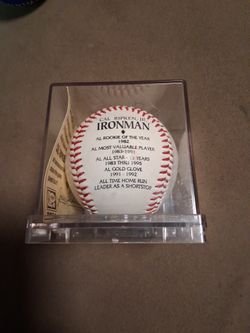 CAL RIPKEN, JR
IRONMAN
AL ROOKIE OF THE YEAR
1982
AL MOST VALUABLE PLAYER
1983-1991
AL ALL STAR - YEARS
1983 THRU 1995
AL GOLD GLOVE
1991 - 1992
ALL TIME HOME RUN
LEADER AS A SHORTSTOP